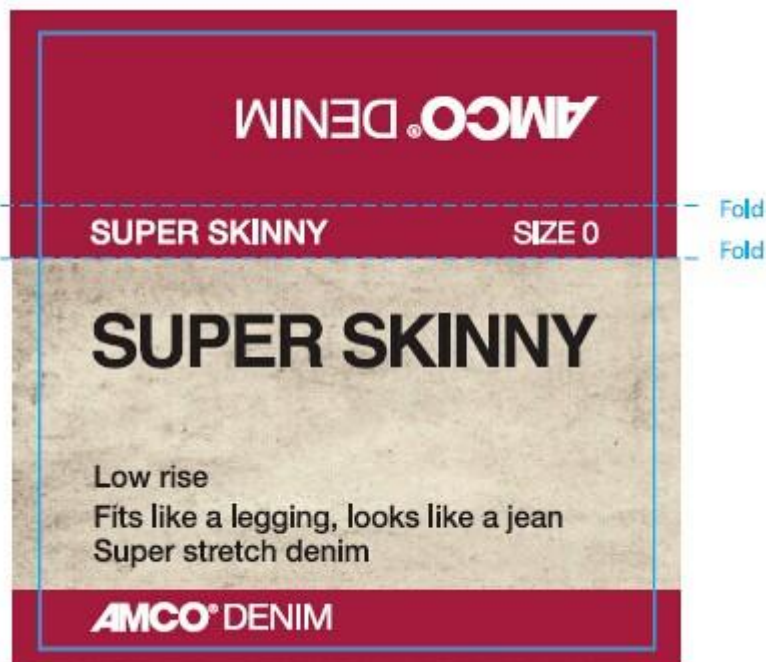 AMCO® DENIM
Fold
SUPER SKINNY SIZE 0
Fold
SUPER SKINNY
Low rise
Fits like a legging, looks like a jean
Super stretch denim
AMCO® DENIM